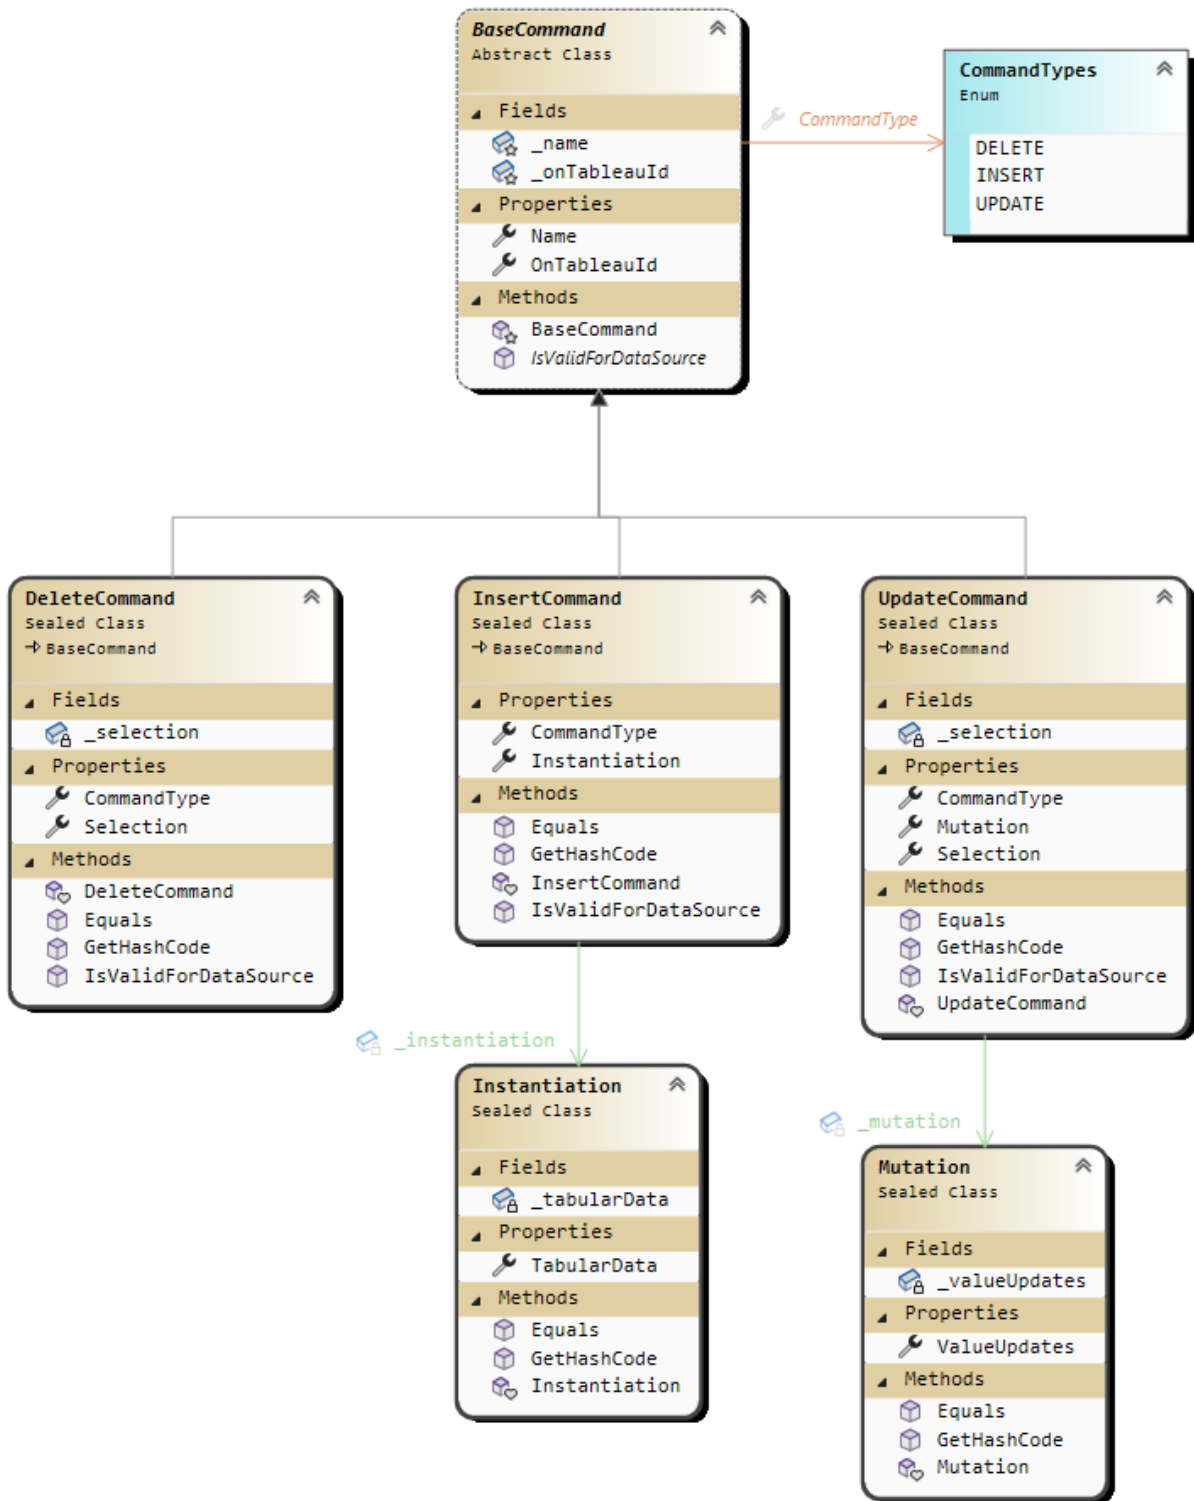 BaseCommand
Abstract Class
Fields
_name
_onTableauId
Properties
Name
OnTableauId
Methods
BaseCommand
IsValidForDataSource
CommandType
CommandTypes
Enum
DELETE
INSERT
UPDATE
DeleteCommand
Sealed Class
BaseCommand
Fields
_selection
Properties
CommandType
Selection
Methods
DeleteCommand
Equals
GetHashCode
IsValidForDataSource
InsertCommand
Sealed Class
BaseCommand
Properties
CommandType
Instantiation
Methods
Equals
GetHashCode
InsertCommand
IsValidForDataSource
UpdateCommand
Sealed Class
BaseCommand
Fields
_selection
Properties
CommandType
Mutation
Selection
Methods
Equals
GetHashCode
IsValidForDataSource
UpdateCommand
_instantiation
Instantiation
Sealed Class
Fields
_tabularData
Properties
TabularData
Methods
Equals
GetHashCode
Instantiation
_mutation
Mutation
Sealed Class
Fields
_valueUpdates
Properties
ValueUpdates
Methods
Equals
GetHashCode
Mutation